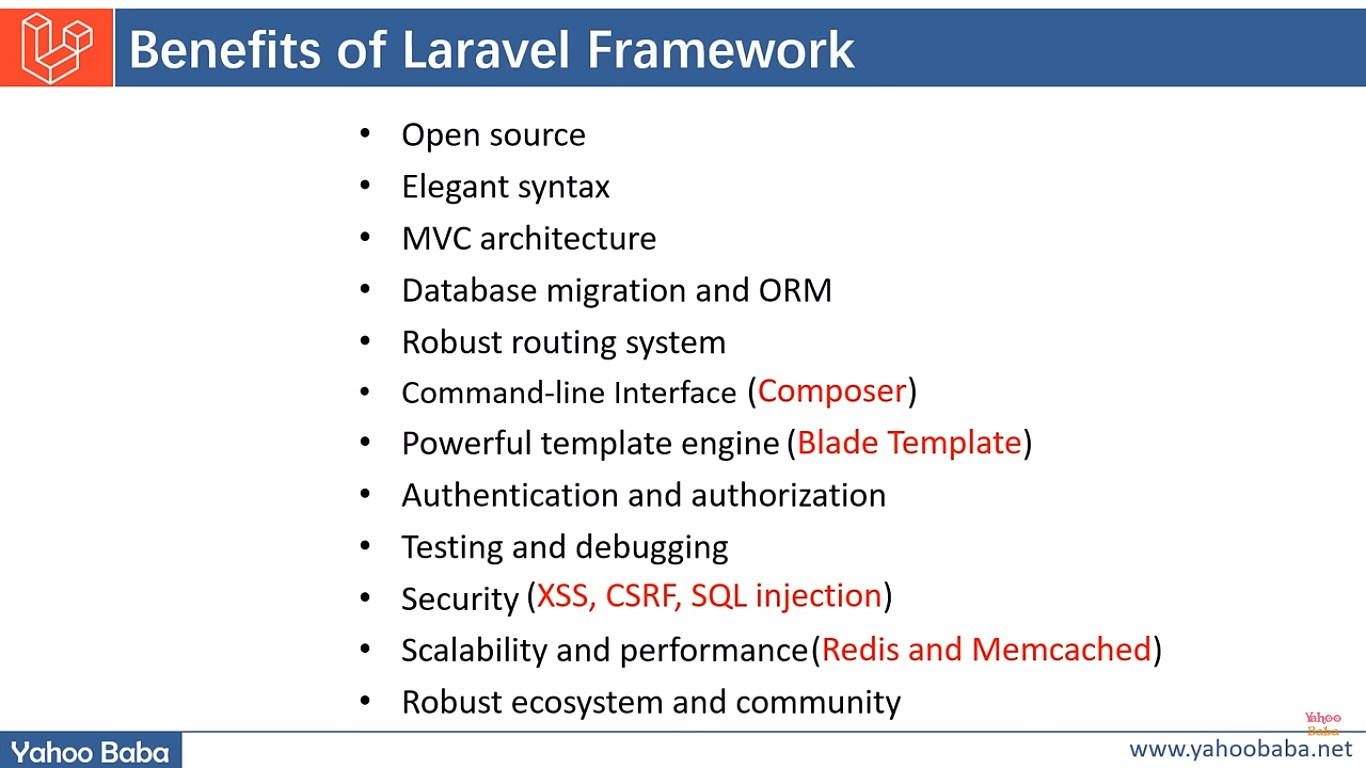 Benefits of Laravel Framework
• Open source
• Elegant syntax
• MVC architecture
• Database migration and ORM
• Robust routing system
• Command-line Interface (Composer)
• Powerful template engine (Blade Template)
• Authentication and authorization
• Testing and debugging
• Security (XSS, CSRF, SQL injection)
• Scalability and performance(Redis and Memcached)
• Robust ecosystem and community
Yahoo
Baba
Yahoo Baba
www.yahoobaba.net